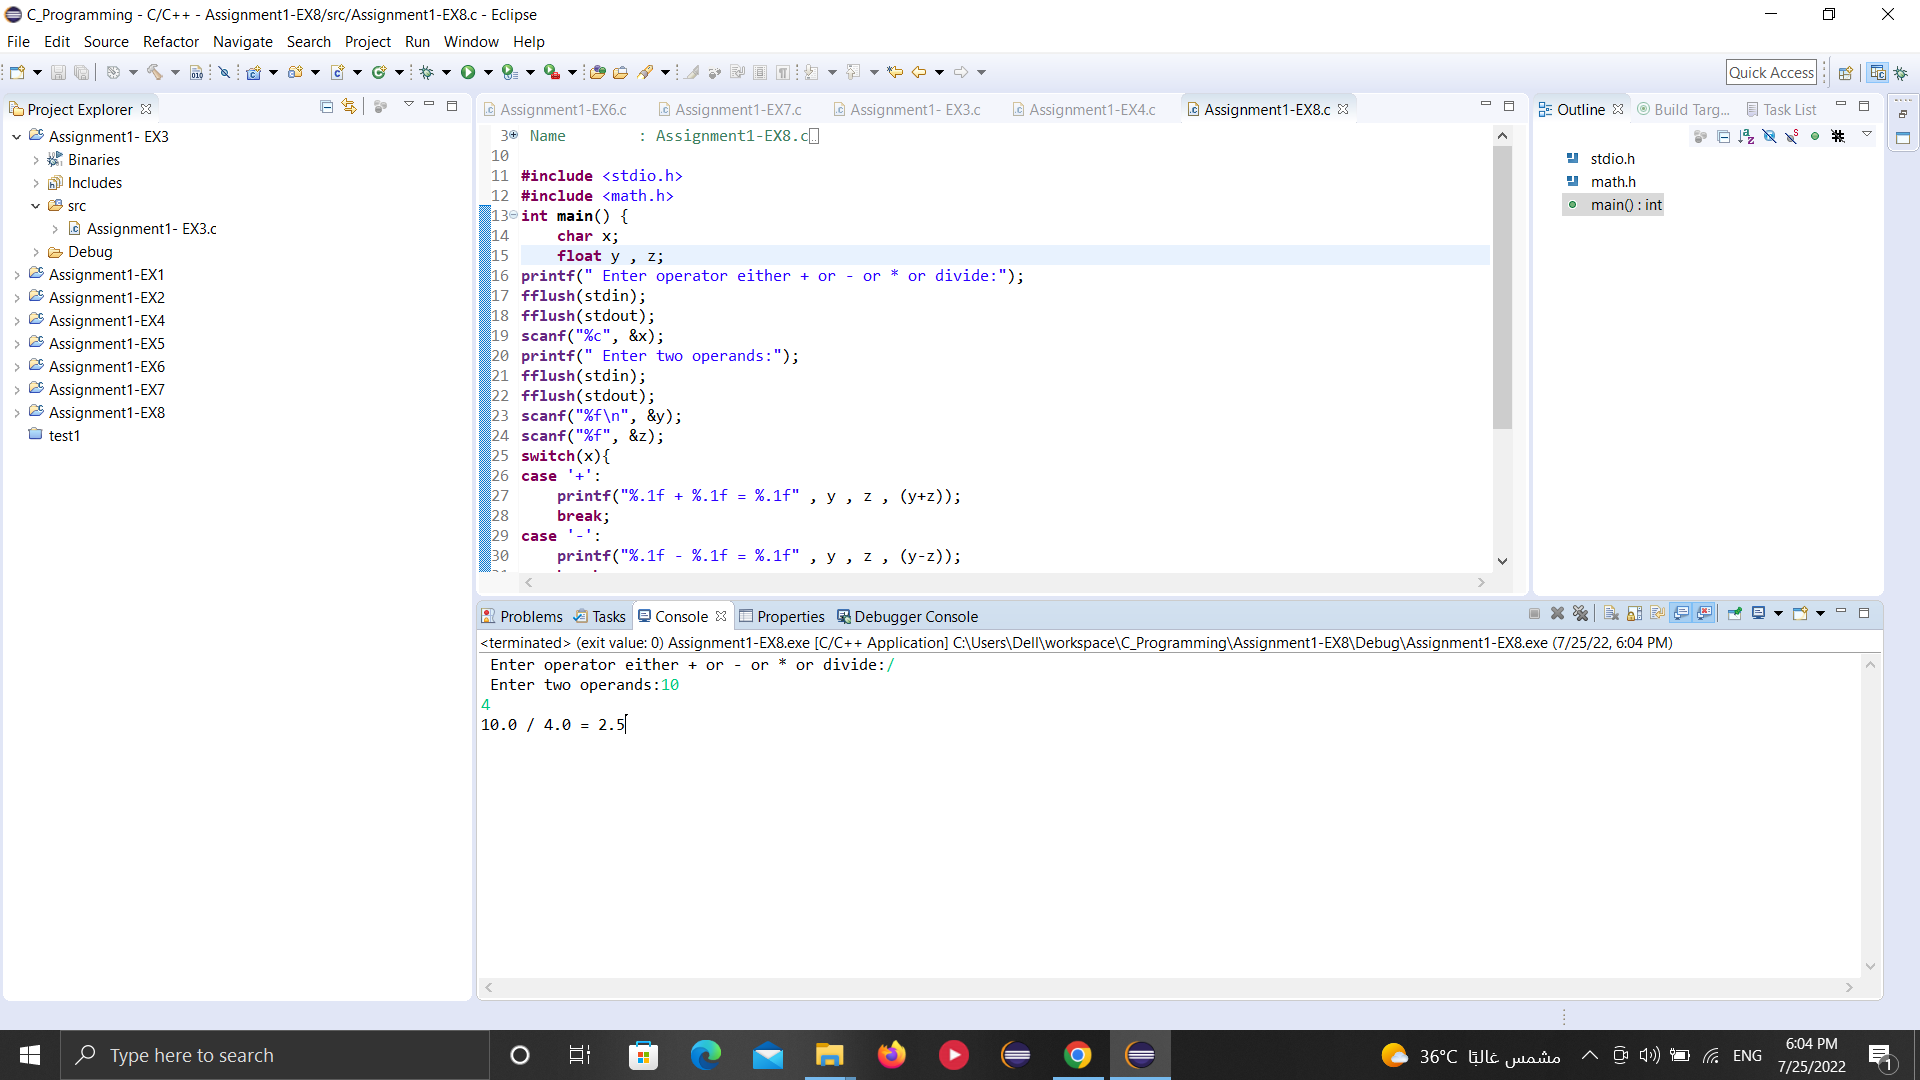 C_Programming - C/C++ - Assignment1-EX8/src/Assignment1-EX8.c - Eclipse
File Edit Source Refactor Navigate Search Project Run Window Help
Quick Access
Project Explorer
Assignment1- EX3
Binaries
Includes
src
Assignment1- EX3.c
Debug
Assignment1-EX1
Assignment1-EX2
Assignment1-EX4
Assignment1-EX5
Assignment1-EX6
Assignment1-EX7
Assignment1-EX8
test1
Assignment1-EX6.c Assignment1-EX7.c Assignment1- EX3.c Assignment1-EX4.c Assignment1-EX8.c
3 Name : Assignment1-EX8.c
10
11 #include <stdio.h>
12 #include <math.h>
13 int main() {
14 char x;
15 float y , z;
16 printf(" Enter operator either + or - or * or divide:");
17 fflush(stdin);
18 fflush(stdout);
19 scanf("%c", &x);
20 printf(" Enter two operands:");
21 fflush(stdin);
22 fflush(stdout);
23 scanf("%f\n", &y);
24 scanf("%f", &z);
25 switch(x){
26 case '+':
27 printf("%.1f + %.1f = %.1f" , y , z , (y+z));
28 break;
29 case '-':
30 printf("%.1f - %.1f = %.1f" , y , z , (y-z));
Outline Build Targ... Task List
stdio.h
math.h
main() : int
Problems Tasks Console Properties Debugger Console
<terminated> (exit value: 0) Assignment1-EX8.exe [C/C++ Application] C:\Users\Dell\workspace\C_Programming\Assignment1-EX8\Debug\Assignment1-EX8.exe (7/25/22, 6:04 PM)
Enter operator either + or - or * or divide:/
Enter two operands:10
4
10.0 / 4.0 = 2.5
Type here to search
36°C مشمس غالبًا
ENG
6:04 PM
7/25/2022
1